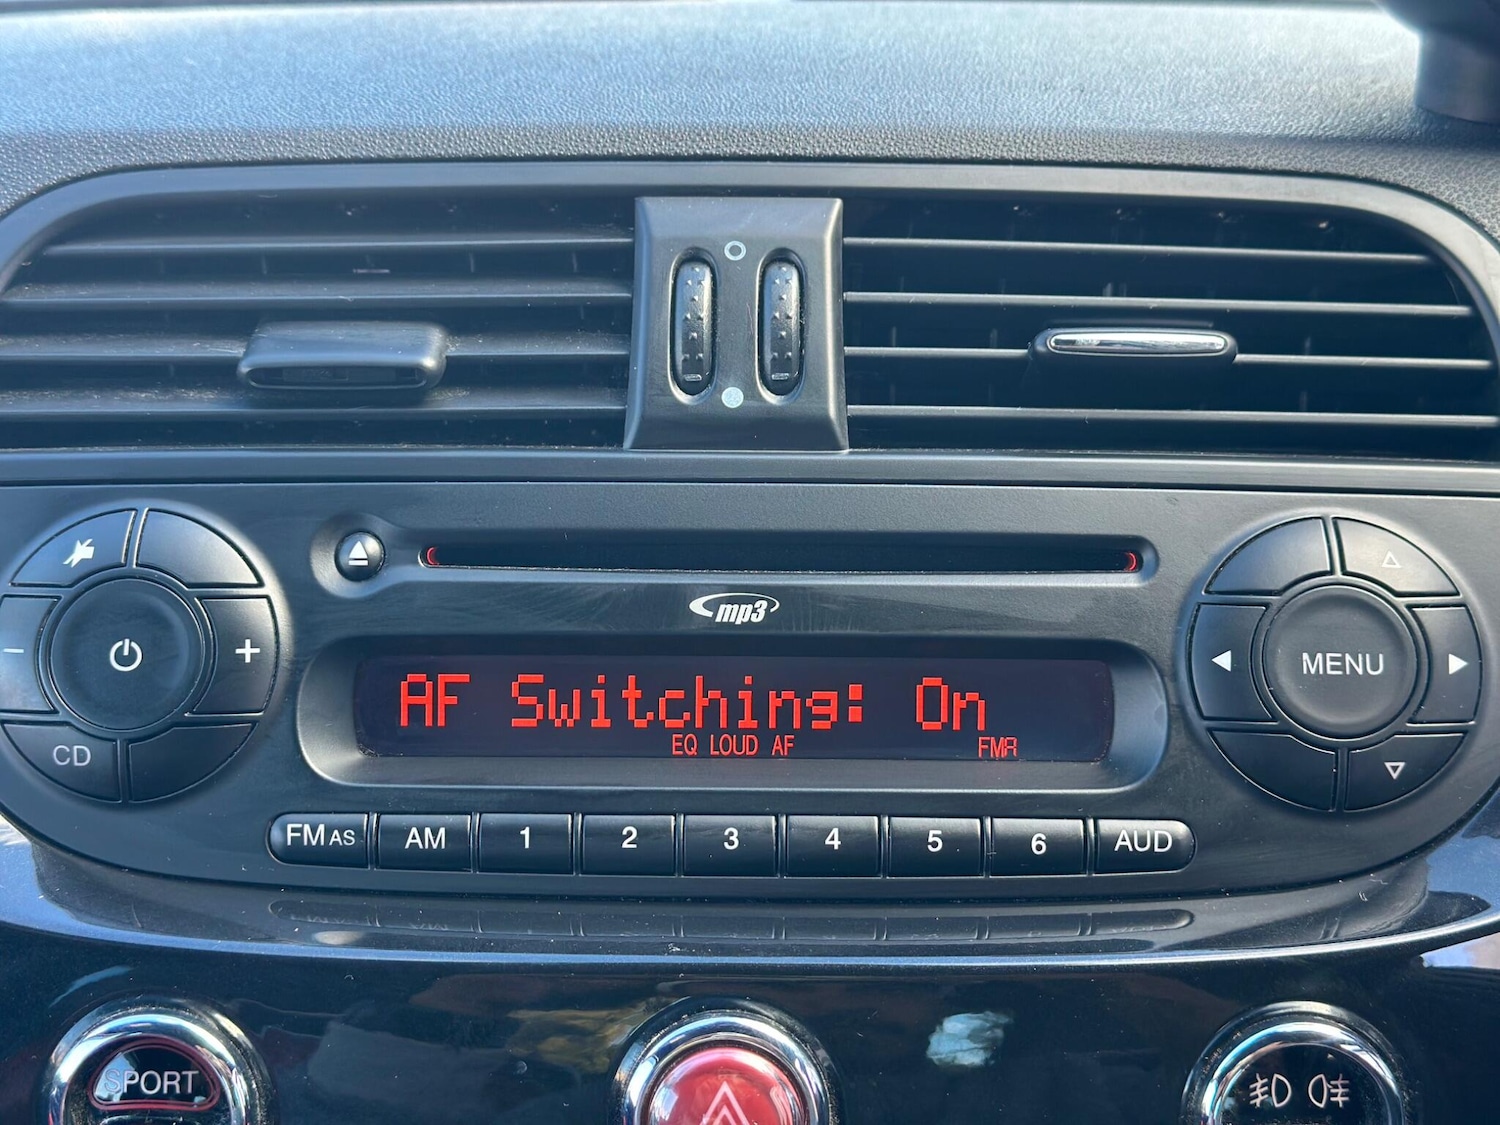 mp3
AF Switching: On
EQ LOUD AF FMA
MENU
CD
FM AS AM 1 2 3 4 5 6 AUD
SPORT